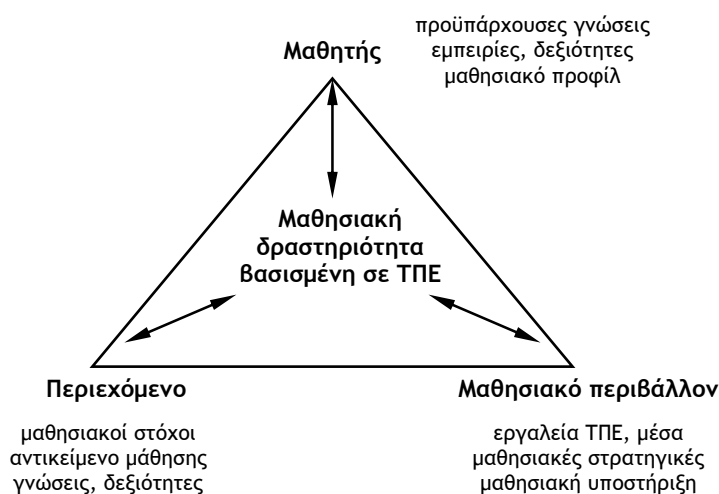 προϋπάρχουσες γνώσεις
Μαθητής
εμπειρίες, δεξιότητες
μαθησιακό προφίλ
Μαθησιακή
δραστηριότητα
βασισμένη σε ΤΠΕ
Περιεχόμενο
μαθησιακοί στόχοι
αντικείμενο μάθησης
γνώσεις, δεξιότητες
Μαθησιακό περιβάλλον
εργαλεία ΤΠΕ, μέσα
μαθησιακές στρατηγικές
μαθησιακή υποστήριξη